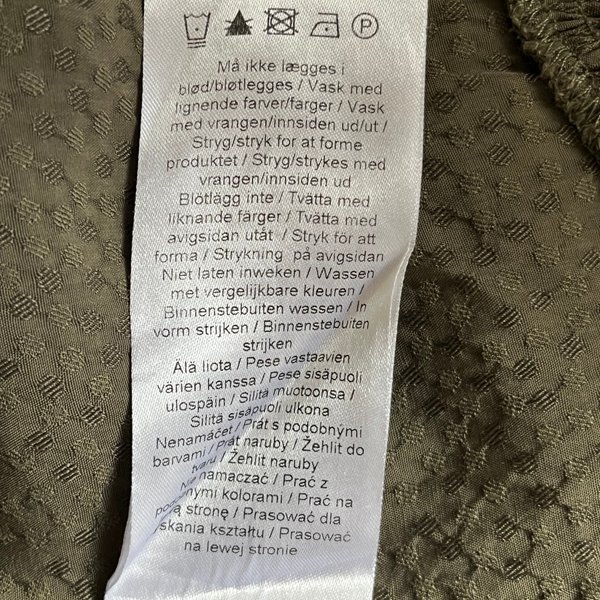 P
Må ikke lægges i
blød/bløtlegges / Vask med
lignende farver/farger / Vask
med vrangen/innsiden ud/ut /
Stryg/stryk for at forme
produktet / Stryg/strykes med
vrangen/innsiden ud
Blötlägg inte / Tvätta med
liknande färger / Tvätta med
avigsidan utåt / Stryk för att
forma / Strykning på avigsidan
Niet laten inweken / Wassen
met vergelijkbare kleuren /
Binnenstebuiten wassen / In
vorm strijken / Binnenstebuiten
strijken
Älä liota / Pese vastaavien
värien kanssa / Pese sisäpuoli
ulospäin / Silitä muotoonsa /
Silitä sisäpuoli ulkona
Nenamáčet / Prát s podobnými
barvami / Prát naruby / Žehlit do
tvaru / Žehlit naruby
namaczać / Prać z
kolorami / Prać na
stronę / Prasować dla
kształtu / Prasować
na lewej stronie